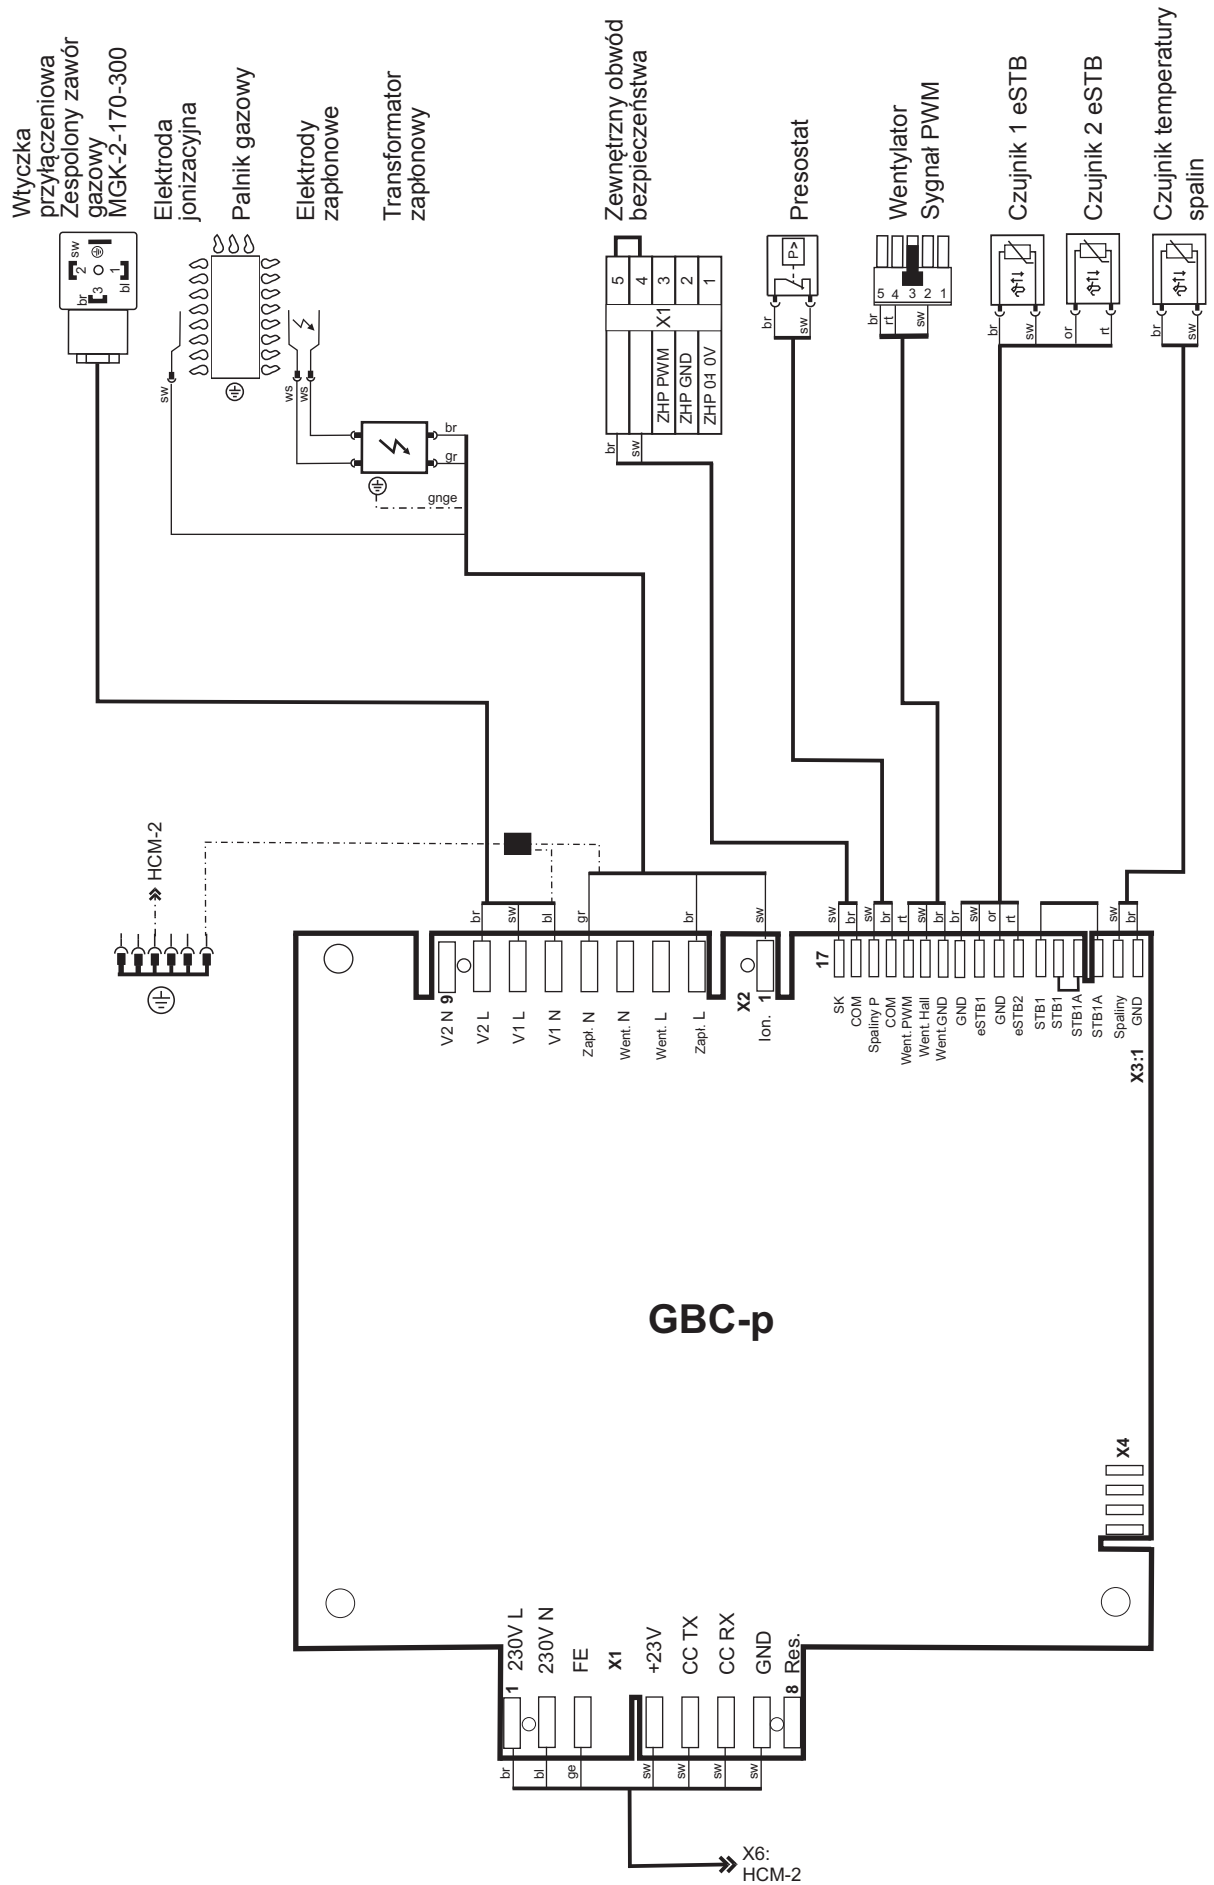 Wtyczka
przyłączeniowa
Zespolony zawór
gazowy
MGK-2-170-300
br
3
2
sw
1
bl
Elektroda
jonizacyjna
sw
Palnik gazowy
Elektrody
zapłonowe
ws
ws
Transformator
zapłonowy
br
gr
gnge
Zewnętrzny obwód
bezpieczeństwa
5
4
3
2
1
X1
ZHP PWM
ZHP GND
ZHP 01 0V
br
sw
Presostat
P>
br
sw
Wentylator
Sygnał PWM
5
4
3
2
1
br
rt
sw
Czujnik 1 eSTB
br
sw
Czujnik 2 eSTB
or
rt
Czujnik temperatury
spalin
br
sw
HCM-2
br
sw
bl
gr
br
sw
sw
br
sw
br
rt
sw
br
br
sw
or
rt
sw
br
V2 N 9
V2 L
V1 L
V1 N
Zapł. N
Went. N
Went. L
Zapł. L
X2
Ion. 1
17
SK
COM
Spaliny P
COM
Went. PWM
Went. Hall
Went. GND
GND
eSTB1
GND
eSTB2
STB1
STB1
STB1A
STB1A
Spaliny
GND
X3:1
GBC-p
X4
1 230V L
230V N
FE
X1
+23V
CC TX
CC RX
GND
8 Res.
br
bl
ge
sw
sw
sw
sw
X6:
HCM-2